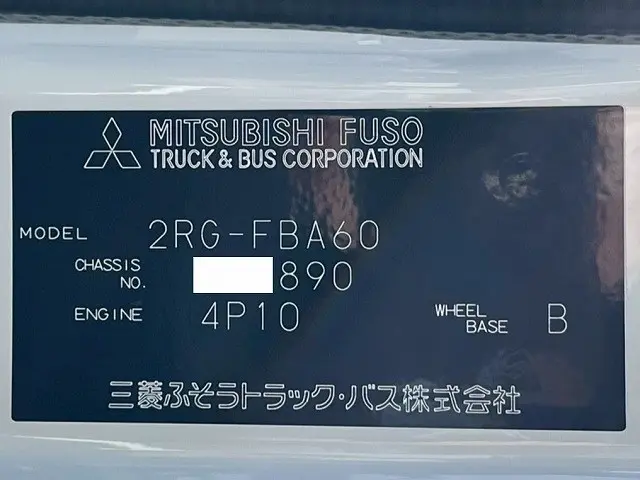 MITSUBISHI FUSO
TRUCK & BUS CORPORATION
MODEL 2RG-FBA60
CHASSIS NO. 890
ENGINE 4P10 WHEEL BASE B
三菱ふそうトラック・バス株式会社